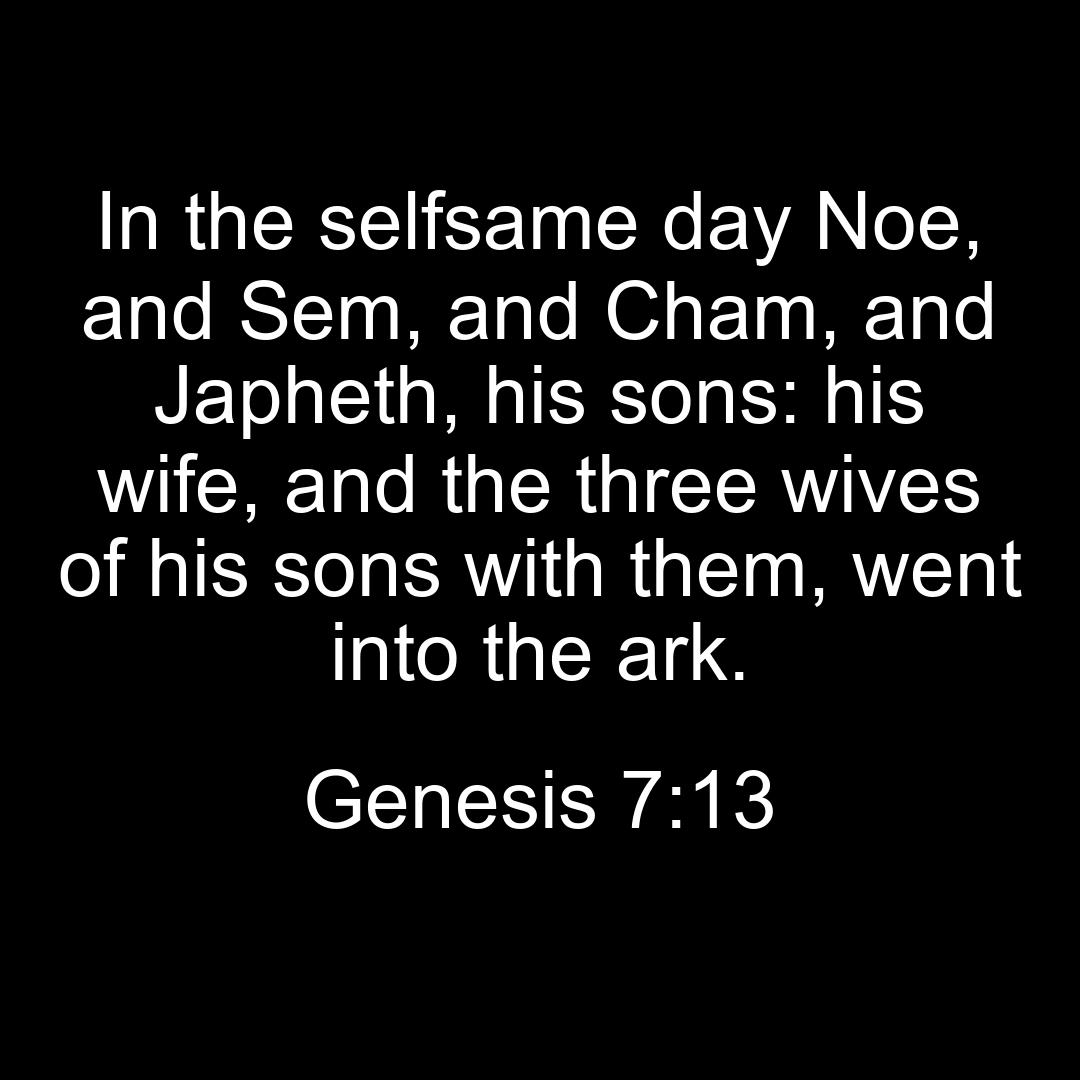 In the selfsame day Noe,
and Sem, and Cham, and
Japheth, his sons: his
wife, and the three wives
of his sons with them, went
into the ark.
Genesis 7:13